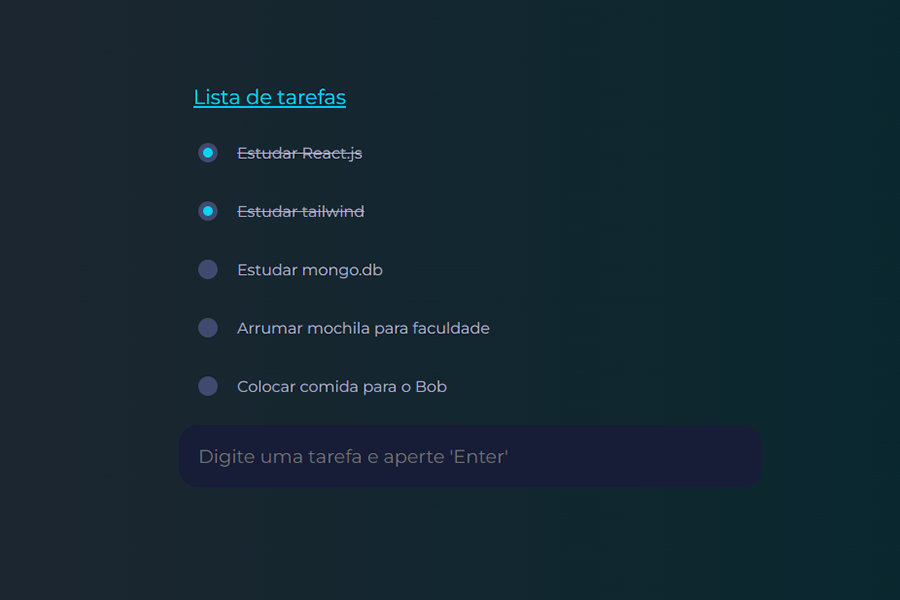 Lista de tarefas
Estudar React.js
Estudar tailwind
Estudar mongo.db
Arrumar mochila para faculdade
Colocar comida para o Bob
Digite uma tarefa e aperte 'Enter'